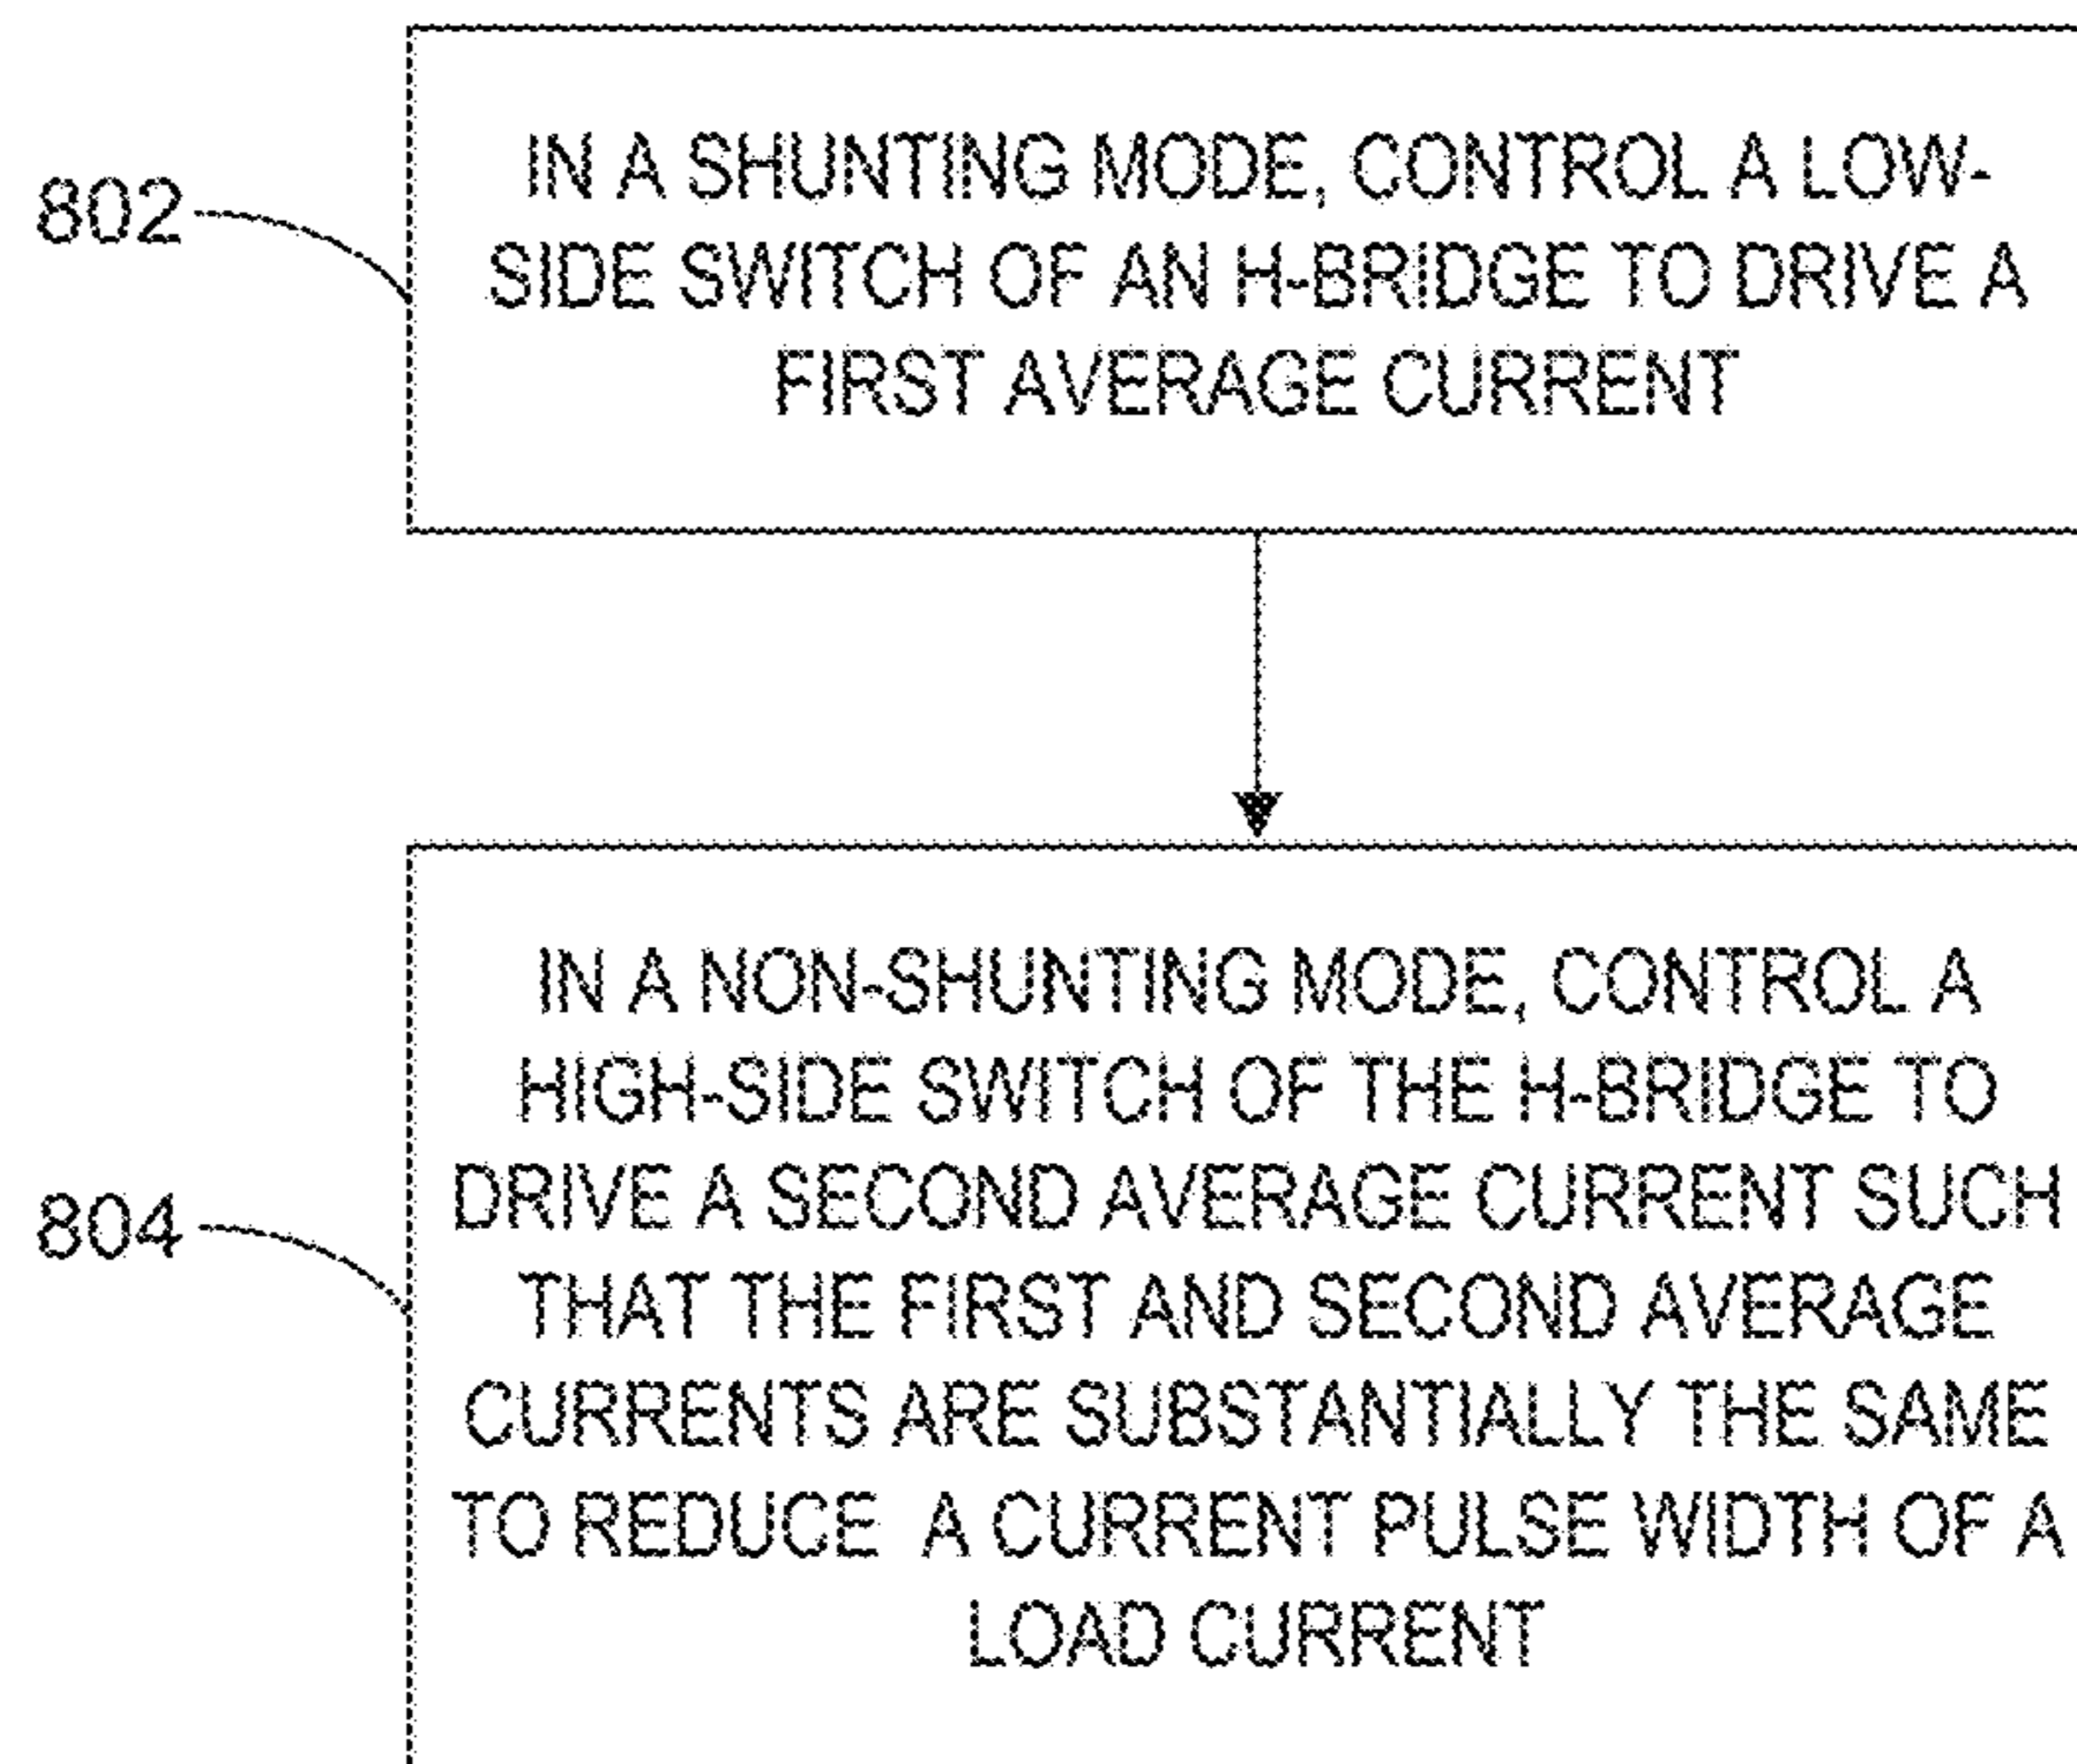 802
IN A SHUNTING MODE, CONTROL A LOW-
SIDE SWITCH OF AN H-BRIDGE TO DRIVE A
FIRST AVERAGE CURRENT
804
IN A NON-SHUNTING MODE, CONTROL A
HIGH-SIDE SWITCH OF THE H-BRIDGE TO
DRIVE A SECOND AVERAGE CURRENT SUCH
THAT THE FIRST AND SECOND AVERAGE
CURRENTS ARE SUBSTANTIALLY THE SAME
TO REDUCE A CURRENT PULSE WIDTH OF A
LOAD CURRENT